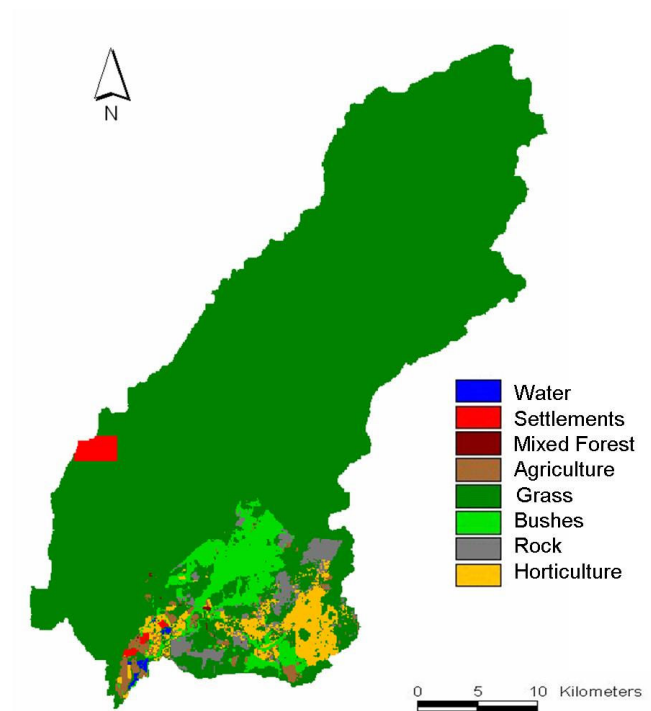 N
Water
Settlements
Mixed Forest
Agriculture
Grass
Bushes
Rock
Horticulture
0 5 10 Kilometers